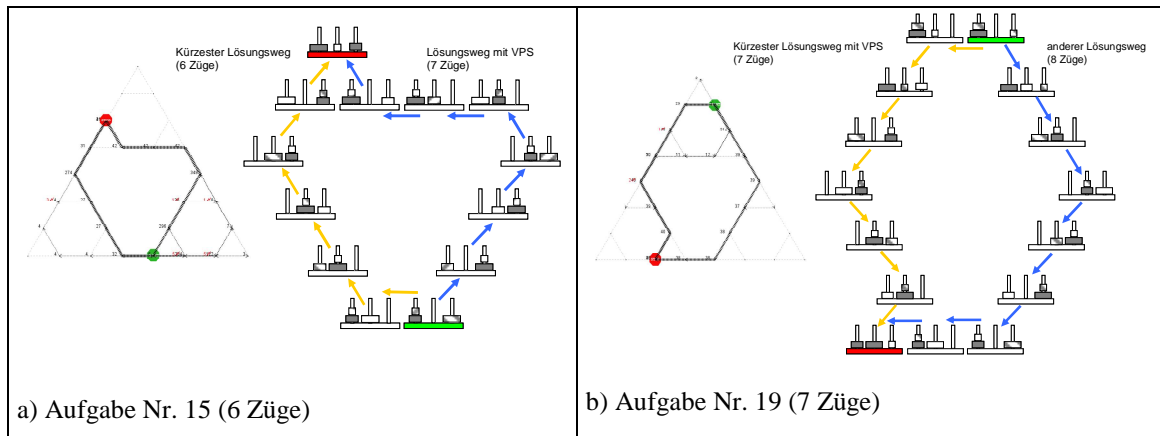 Kürzester Lösungsweg
(6 Züge)
Lösungsweg mit VPS
(7 Züge)
a) Aufgabe Nr. 15 (6 Züge)
Kürzester Lösungsweg mit VPS
(7 Züge)
anderer Lösungsweg
(8 Züge)
b) Aufgabe Nr. 19 (7 Züge)